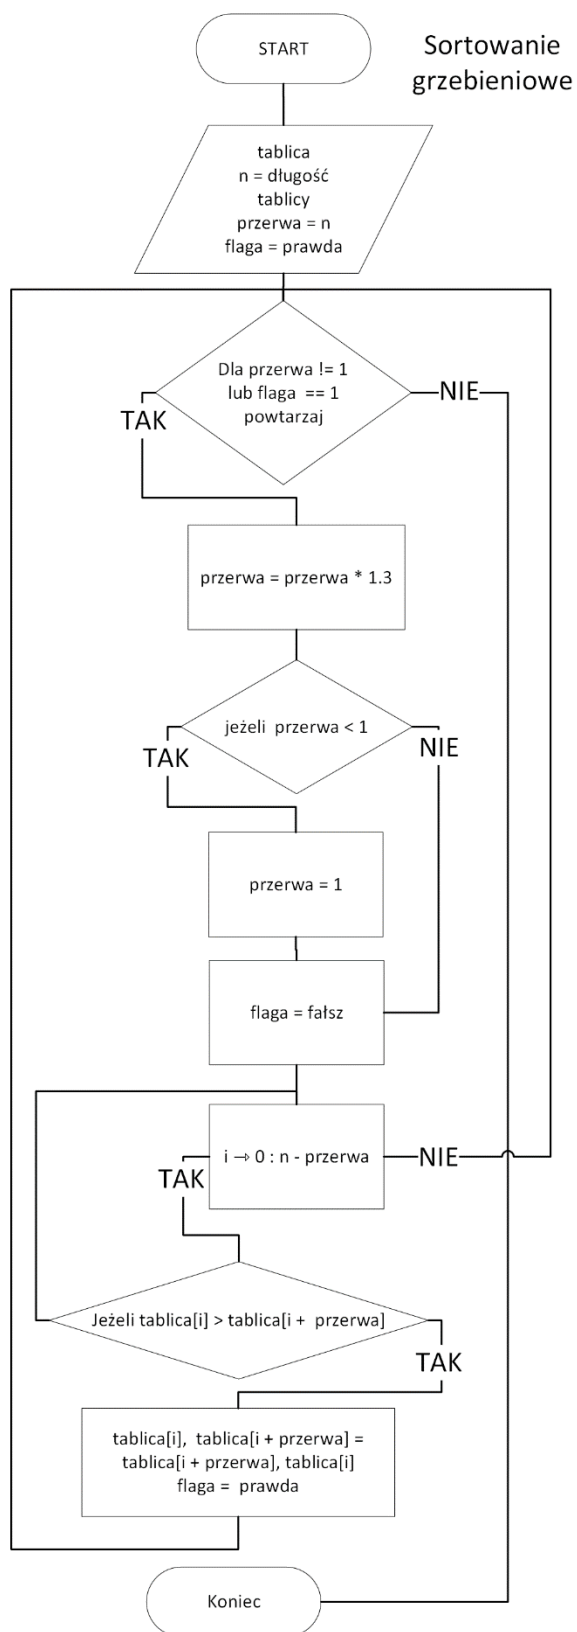 START
Sortowanie
grzebieniowe
tablica
n = długość
tablicy
przerwa = n
flaga = prawda
Dla przerwa != 1
lub flaga == 1
powtarzaj
TAK
NIE
przerwa = przerwa * 1.3
jeżeli przerwa < 1
TAK
NIE
przerwa = 1
flaga = fałsz
i → 0 : n - przerwa
NIE
TAK
Jeżeli tablica[i] > tablica[i + przerwa]
TAK
tablica[i], tablica[i + przerwa] =
tablica[i + przerwa], tablica[i]
flaga = prawda
Koniec